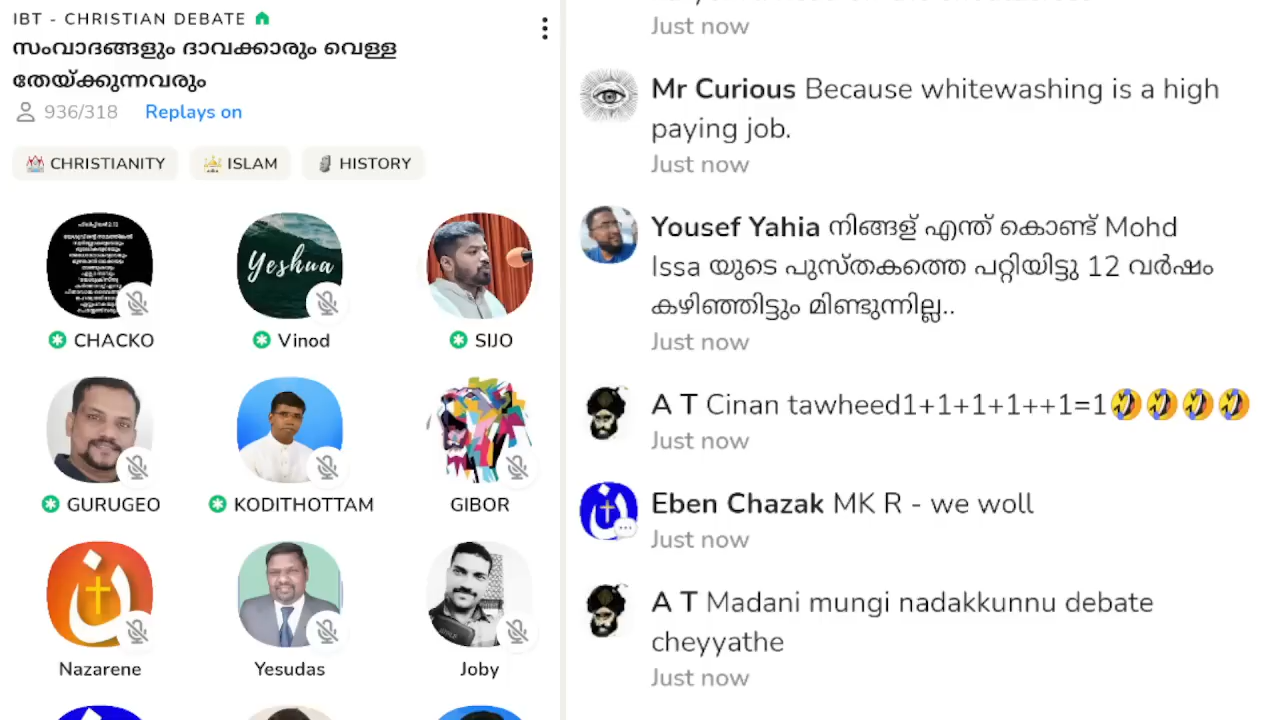 IBT - CHRISTIAN DEBATE
സംവാദങ്ങളും ദാവക്കാരും വെള്ള
തേയ്ക്കുന്നവരും
936/318 Replays on
CHRISTIANITY ISLAM HISTORY
Yeshua
CHACKO Vinod SIJO
GURUGEO KODITHOTTAM GIBOR
Nazarene Yesudas Joby
Just now
Mr Curious Because whitewashing is a high
paying job.
Just now
Yousef Yahia നിങ്ങള് എന്ത് കൊണ്ട് Mohd
Issa യുടെ പുസ്തകത്തെ പറ്റിയിട്ടു 12 വർഷം
കഴിഞ്ഞിട്ടും മിണ്ടുന്നില്ല..
Just now
A T Cinan tawheed1+1+1+1++1=1🤣🤣🤣🤣
Just now
Eben Chazak MK R - we woll
Just now
A T Madani mungi nadakkunnu debate
cheyyathe
Just now